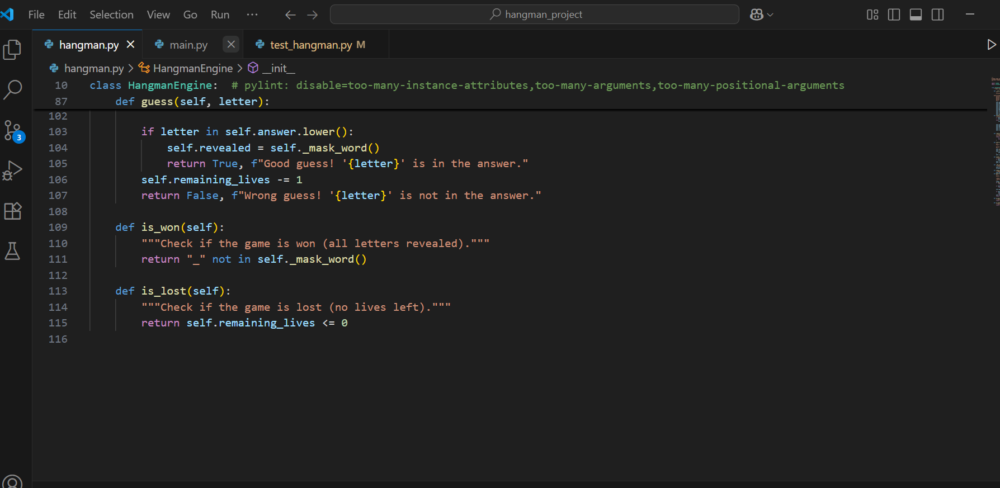 File Edit Selection View Go Run ··· hangman_project
hangman.py main.py test_hangman.py M
hangman.py > HangmanEngine > __init__
10 class HangmanEngine: # pylint: disable=too-many-instance-attributes,too-many-arguments,too-many-positional-arguments
87 def guess(self, letter):
102
103 if letter in self.answer.lower():
104 self.revealed = self._mask_word()
105 return True, f"Good guess! '{letter}' is in the answer."
106 self.remaining_lives -= 1
107 return False, f"Wrong guess! '{letter}' is not in the answer."
108
109 def is_won(self):
110 """Check if the game is won (all letters revealed)."""
111 return "_" not in self._mask_word()
112
113 def is_lost(self):
114 """Check if the game is lost (no lives left)."""
115 return self.remaining_lives <= 0
116
3